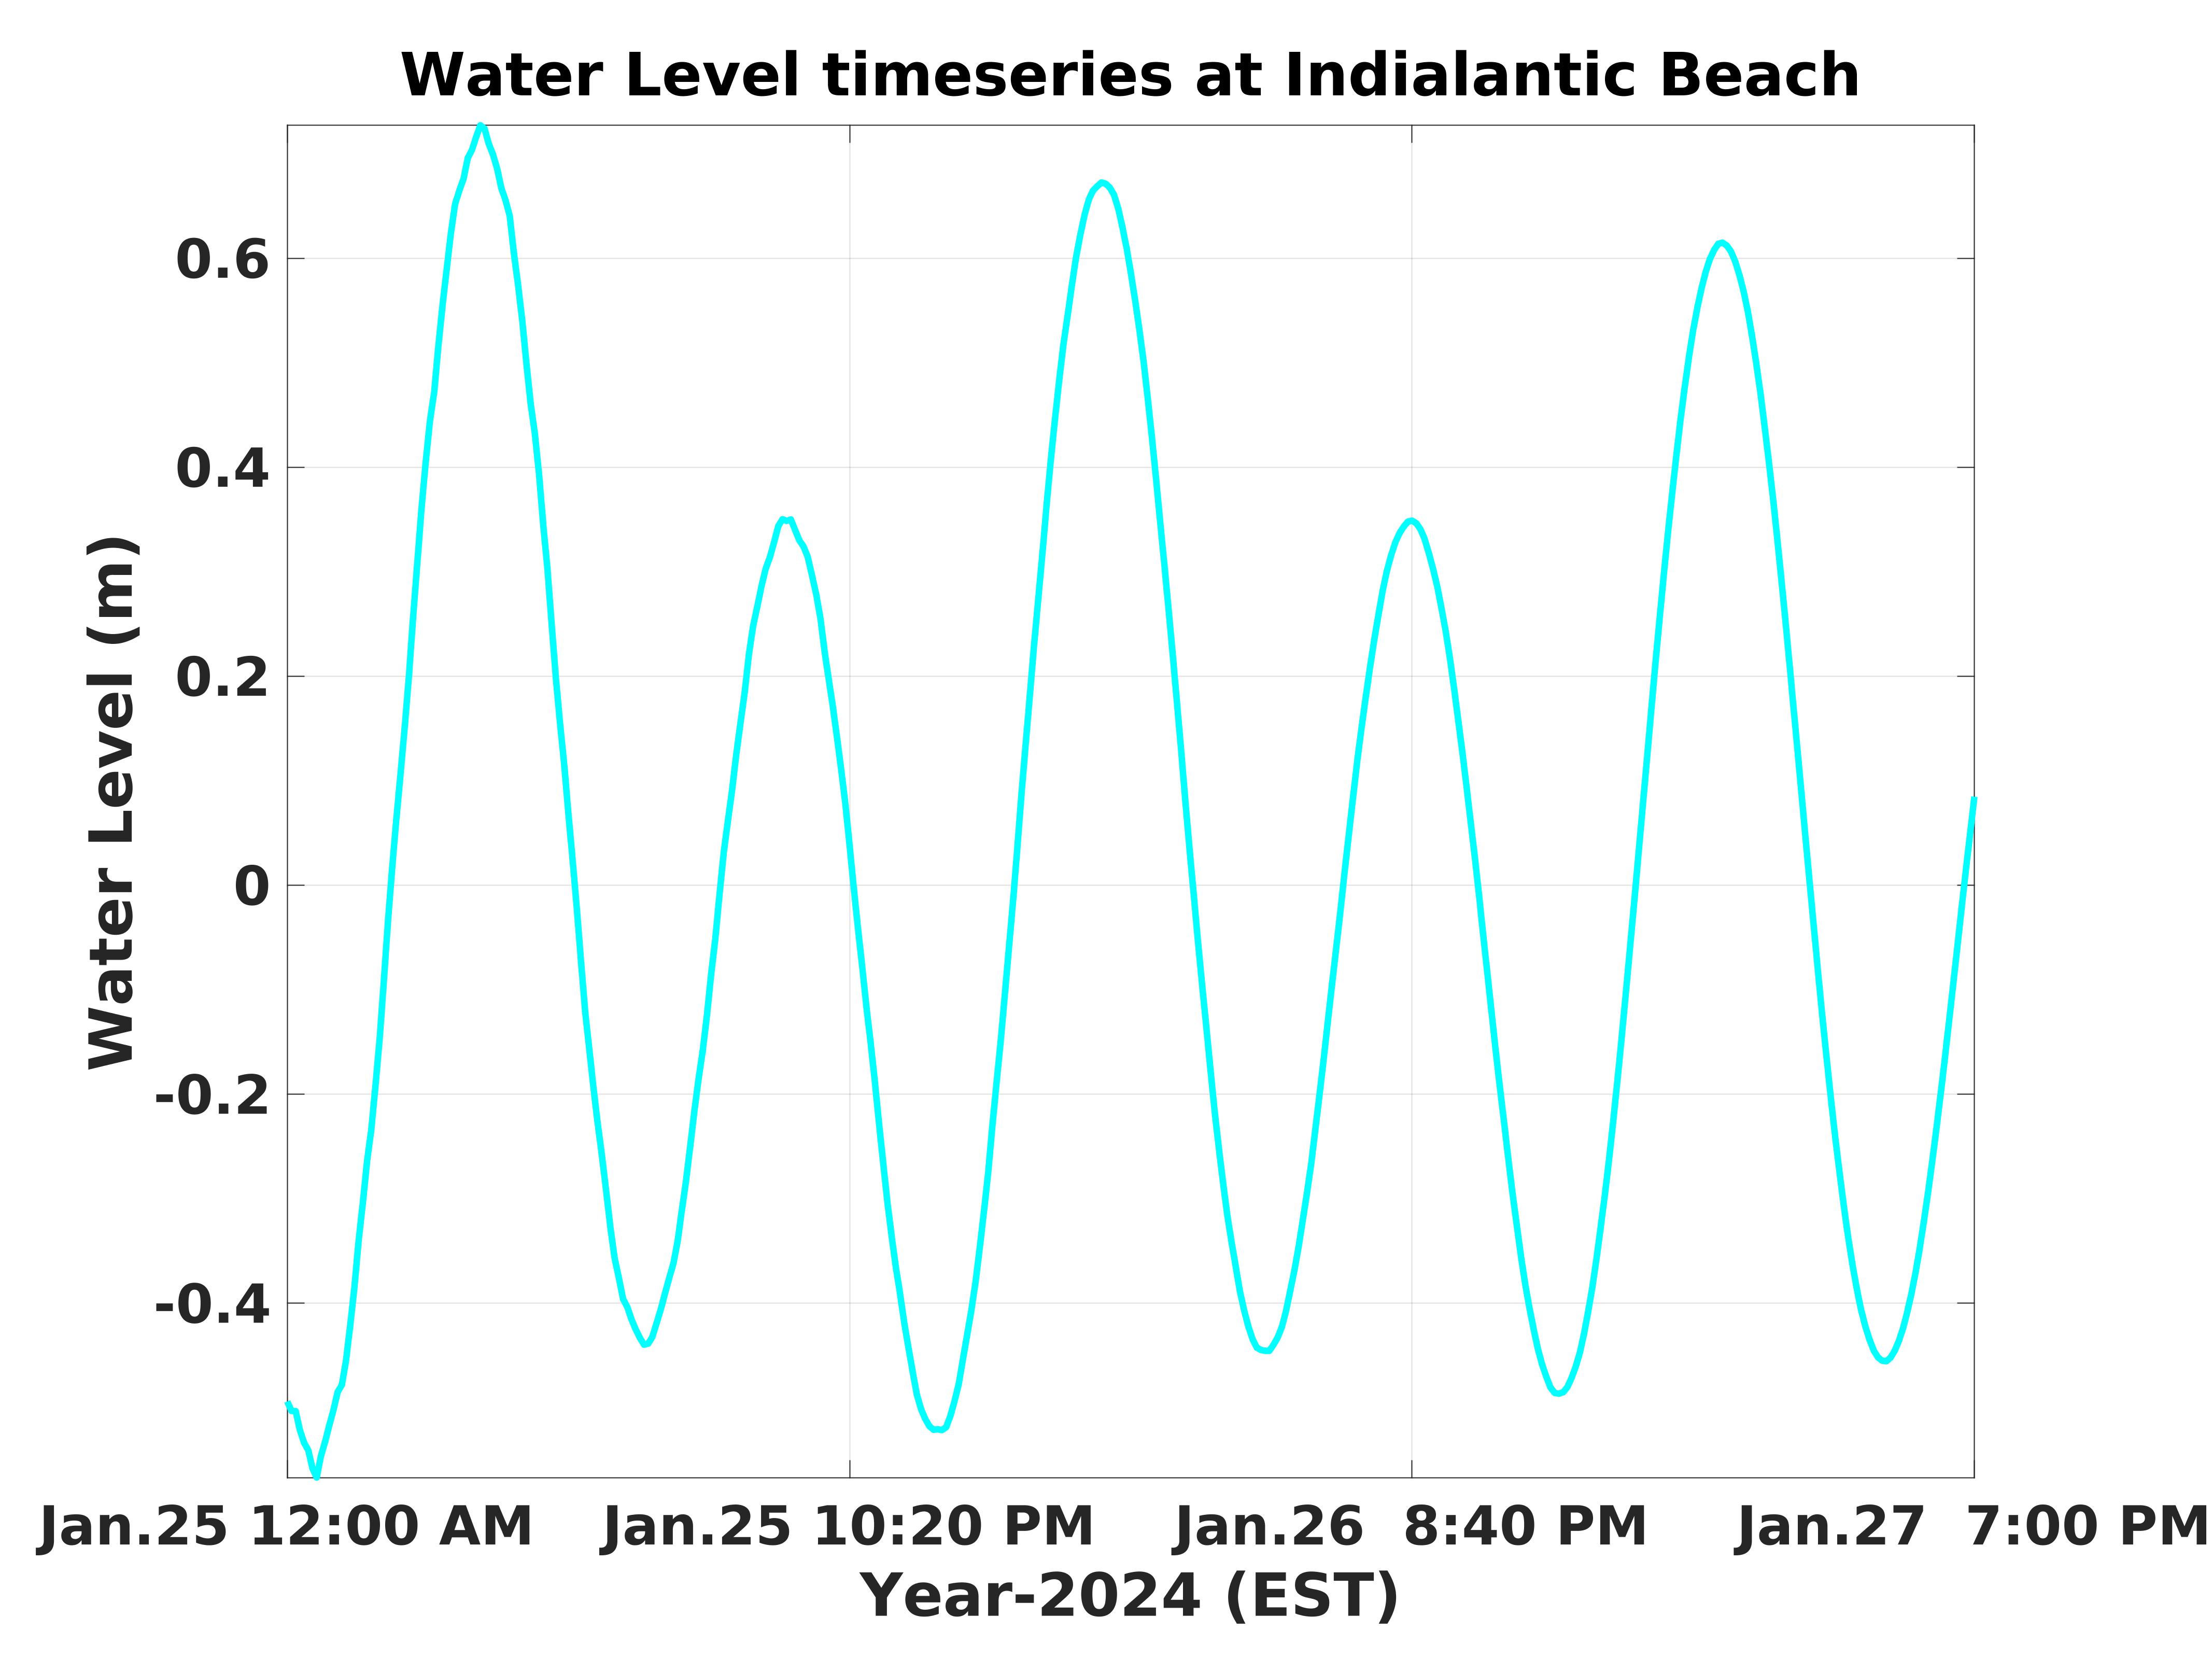 Water Level timeseries at Indialantic Beach
0.6
0.4
0.2
0
-0.2
-0.4
Water Level (m)
Jan.25 12:00 AM Jan.25 10:20 PM Jan.26  8:40 PM Jan.27  7:00 PM
Year-2024 (EST)